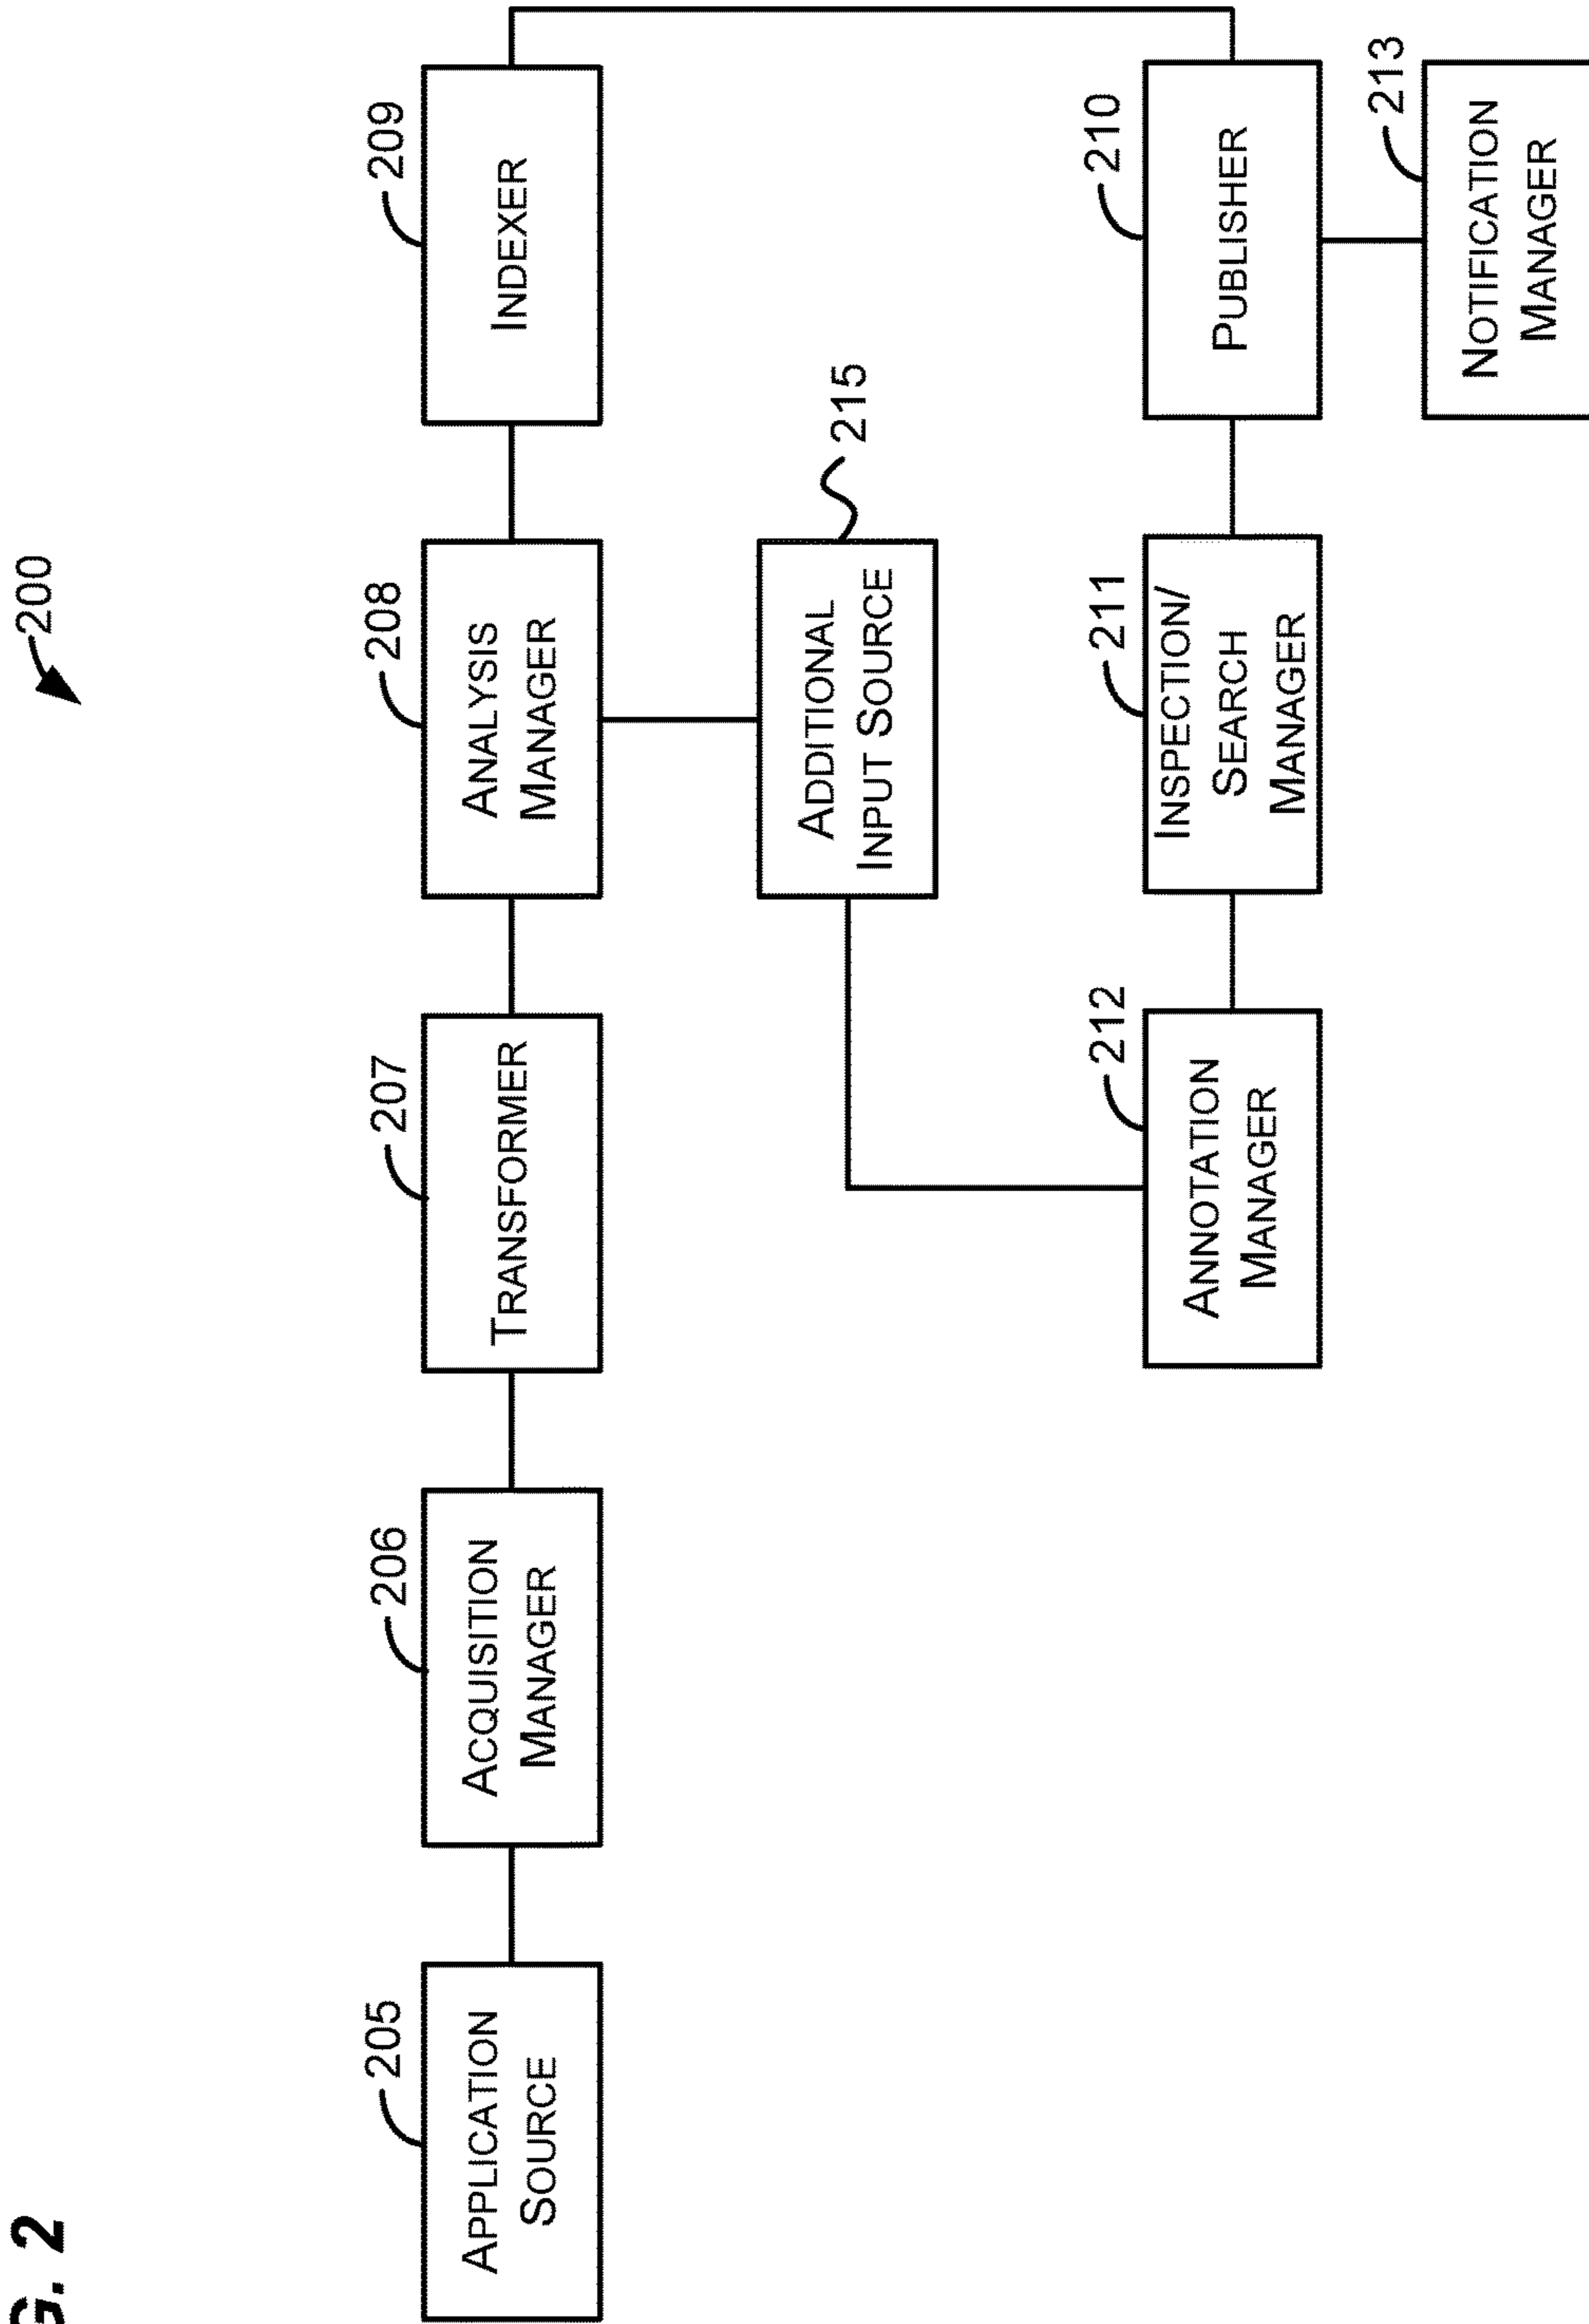 G. 2
200
205
APPLICATION
SOURCE
206
ACQUISITION
MANAGER
207
TRANSFORMER
208
ANALYSIS
MANAGER
209
INDEXER
215
ADDITIONAL
INPUT SOURCE
212
ANNOTATION
MANAGER
211
INSPECTION/
SEARCH
MANAGER
210
PUBLISHER
213
NOTIFICATION
MANAGER